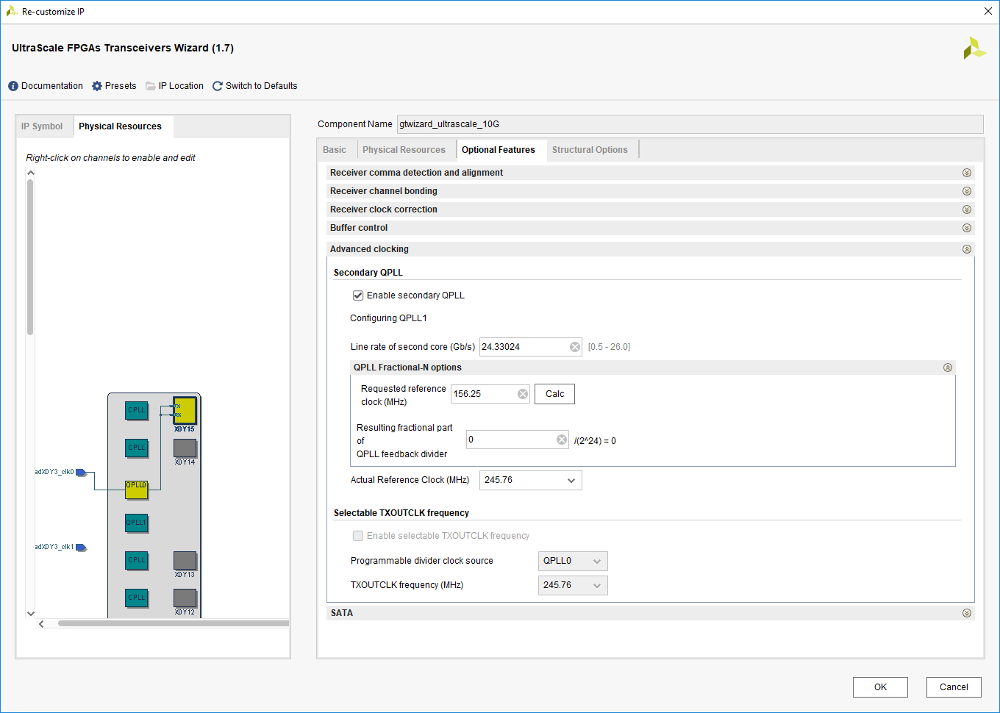 Re-customize IP
UltraScale FPGAs Transceivers Wizard (1.7)
Documentation Presets IP Location Switch to Defaults
IP Symbol Physical Resources
Right-click on channels to enable and edit
CPLL
TX
RX
X0Y15
CPLL
X0Y14
adX0Y3_clk0
QPLL0
QPLL1
adX0Y3_clk1
CPLL
X0Y13
CPLL
X0Y12
Component Name gtwizard_ultrascale_10G
Basic Physical Resources Optional Features Structural Options
Receiver comma detection and alignment
Receiver channel bonding
Receiver clock correction
Buffer control
Advanced clocking
Secondary QPLL
Enable secondary QPLL
Configuring QPLL1
Line rate of second core (Gb/s) 24.33024 [0.5 - 26.0]
QPLL Fractional-N options
Requested reference
clock (MHz)
156.25 Calc
Resulting fractional part
of
QPLL feedback divider
0 /(2^24) = 0
Actual Reference Clock (MHz) 245.76
Selectable TXOUTCLK frequency
Enable selectable TXOUTCLK frequency
Programmable divider clock source QPLL0
TXOUTCLK frequency (MHz) 245.76
SATA
OK Cancel